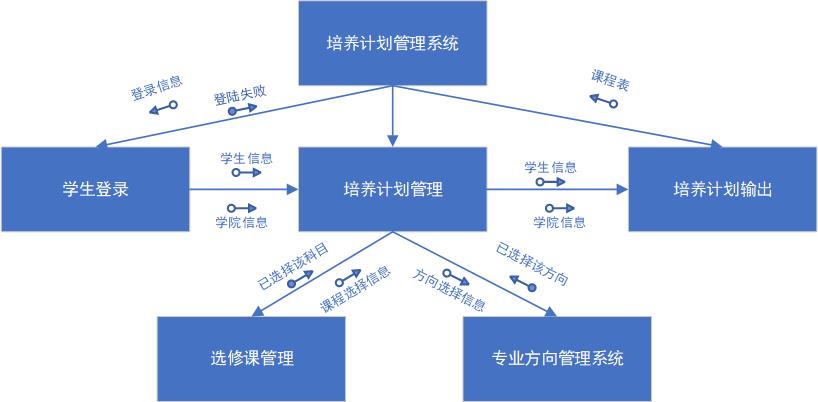 培养计划管理系统
登录信息
登陆失败
课程表
学生登录
学生信息
学院信息
培养计划管理
学生信息
学院信息
培养计划输出
已选择该科目
课程选择信息
方向选择信息
已选择该方向
选修课管理
专业方向管理系统